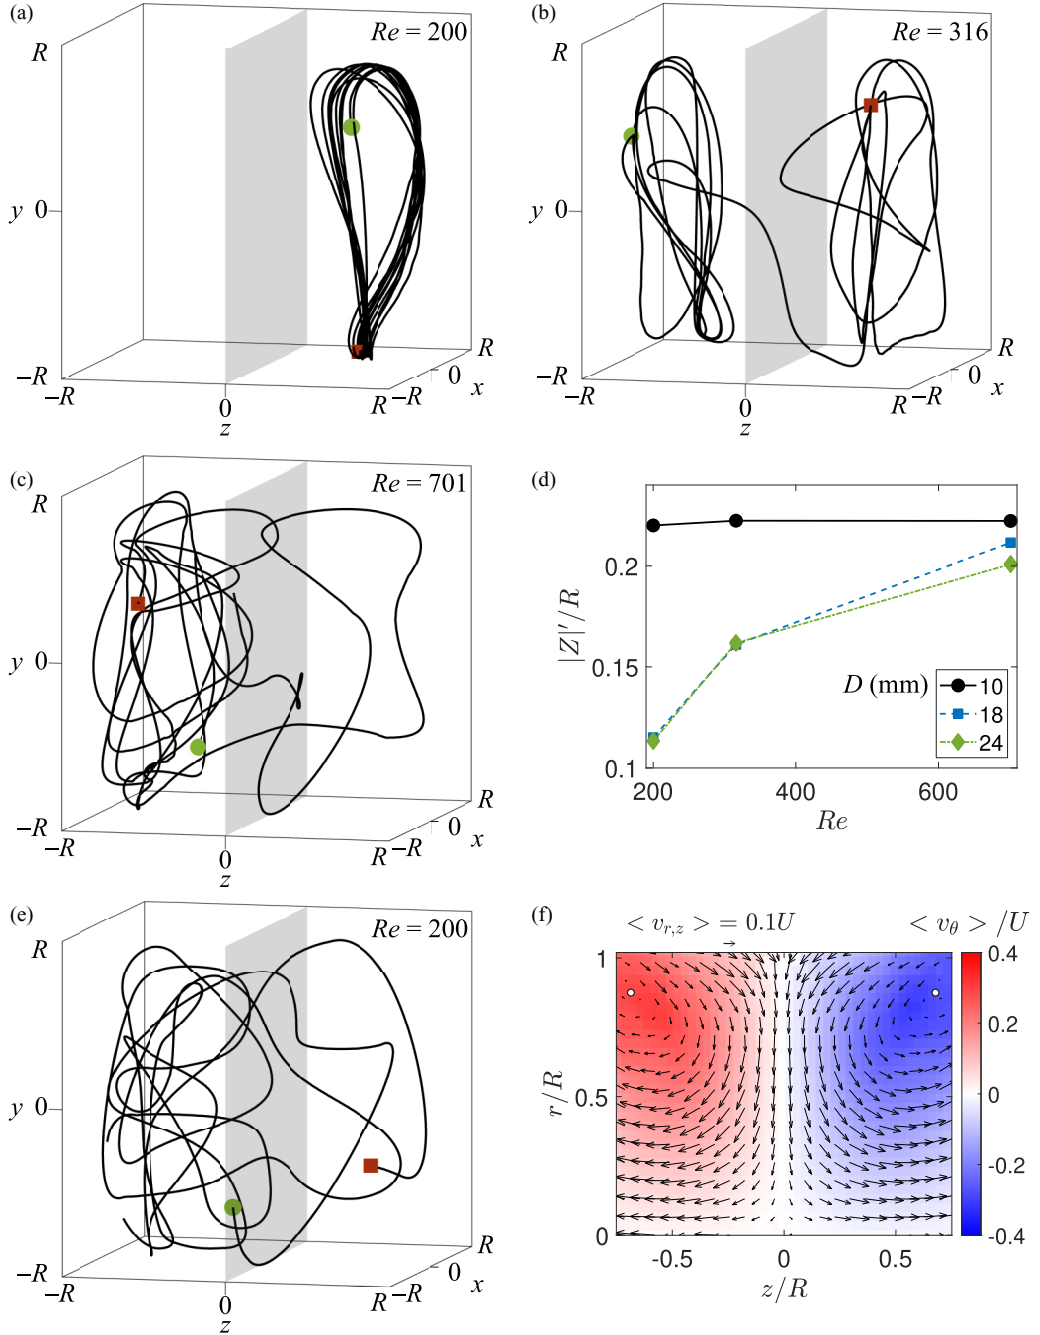 (a)
Re = 200
R
y 0
−R
−R
0
z
R
−R
0
x
R
(b)
Re = 316
R
y 0
−R
−R
0
z
R
−R
0
x
R
(c)
Re = 701
R
y 0
−R
−R
0
z
R
−R
0
x
R
(d)
|Z|′/R
0.2
0.15
0.1
200
400
600
Re
D (mm)
10
18
24
(e)
Re = 200
R
y 0
−R
−R
0
z
R
−R
0
x
R
(f)
< v_{r,z} > = 0.1U
< v_θ > /U
r/R
1
0.5
0
-0.5
0
0.5
z/R
0.4
0.2
0
-0.2
-0.4